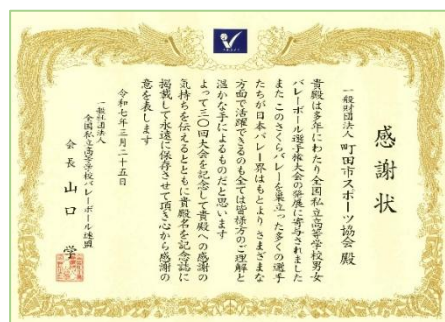 感謝状
一般財団法人 町田市スポーツ協会 殿
貴殿は多年にわたり全国私立高等学校男女
バレーボール選手権大会の発展に寄与されました
また このさくらバレーを巣立った多くの選手
たちが日本バレー界はもとより さまざまな
方面で活躍できるのも全ては皆様方のご理解と
温かな手によるものだと思います
よって三〇回大会を記念して貴殿への感謝の
気持ちを伝えるとともに貴殿名を記念誌に
掲載して永遠に保存させて頂き心から感謝の
意を表します
令和七年三月二十五日
一般社団法人
全国私立高等学校バレーボール連盟
会長 山口 学